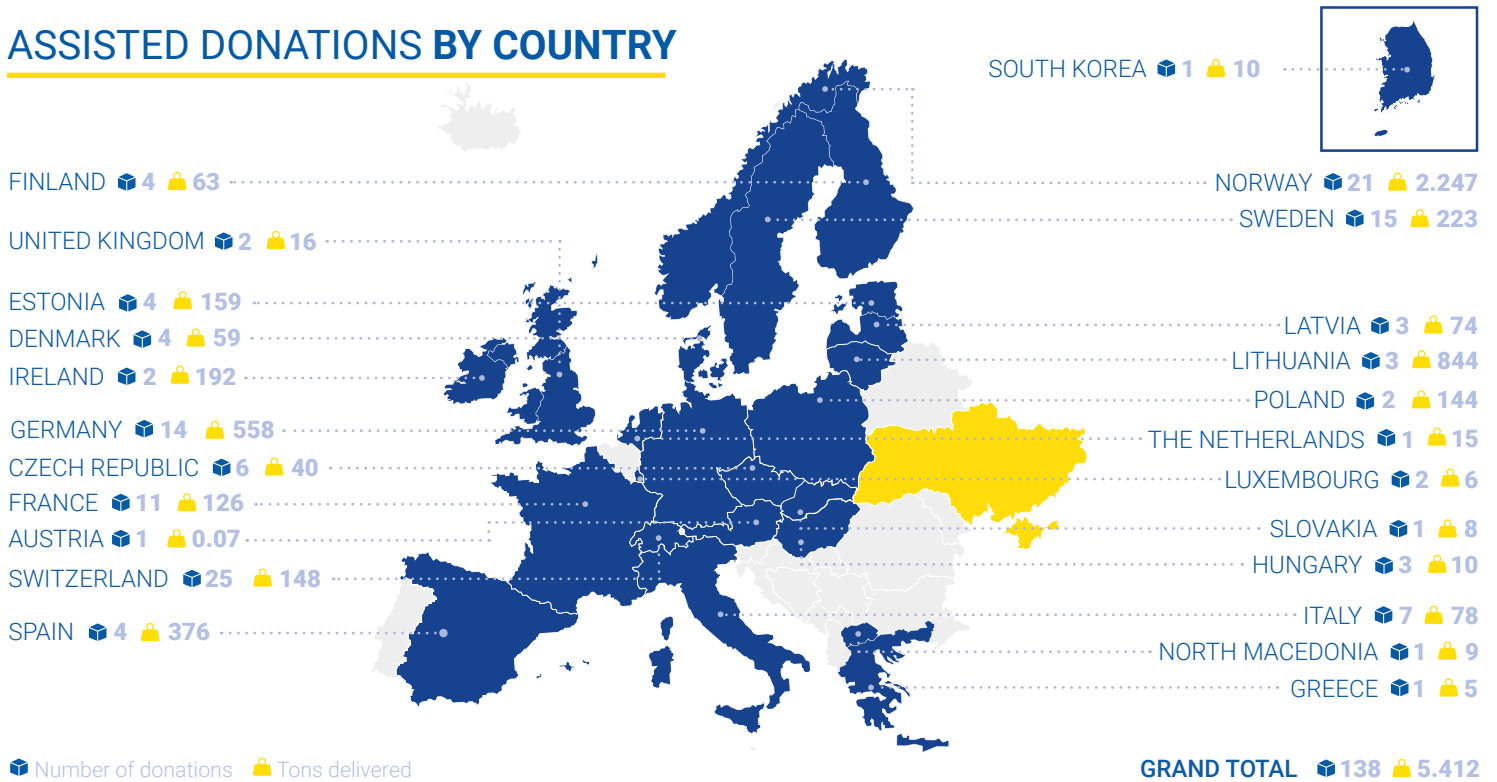 ASSISTED DONATIONS BY COUNTRY
SOUTH KOREA 1 10
FINLAND 4 63
UNITED KINGDOM 2 16
ESTONIA 4 159
DENMARK 4 59
IRELAND 2 192
GERMANY 14 558
CZECH REPUBLIC 6 40
FRANCE 11 126
AUSTRIA 1 0.07
SWITZERLAND 25 148
SPAIN 4 376
NORWAY 21 2.247
SWEDEN 15 223
LATVIA 3 74
LITHUANIA 3 844
POLAND 2 144
THE NETHERLANDS 1 15
LUXEMBOURG 2 6
SLOVAKIA 1 8
HUNGARY 3 10
ITALY 7 78
NORTH MACEDONIA 1 9
GREECE 1 5
Number of donations Tons delivered
GRAND TOTAL 138 5.412